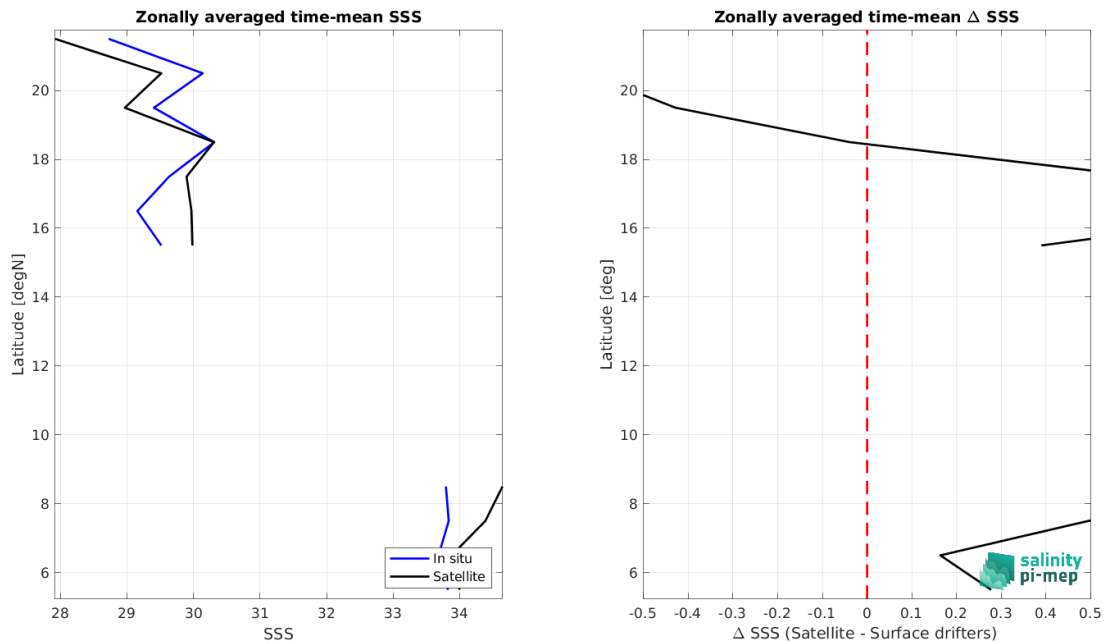 Zonally averaged time-mean SSS
Latitude [degN]
20
18
16
14
12
10
8
6
28 29 30 31 32 33 34
SSS
In situ
Satellite
Zonally averaged time-mean Δ SSS
Latitude [deg]
20
18
16
14
12
10
8
6
-0.5 -0.4 -0.3 -0.2 -0.1 0 0.1 0.2 0.3 0.4 0.5
Δ SSS (Satellite - Surface drifters)
salinity
pi-mep